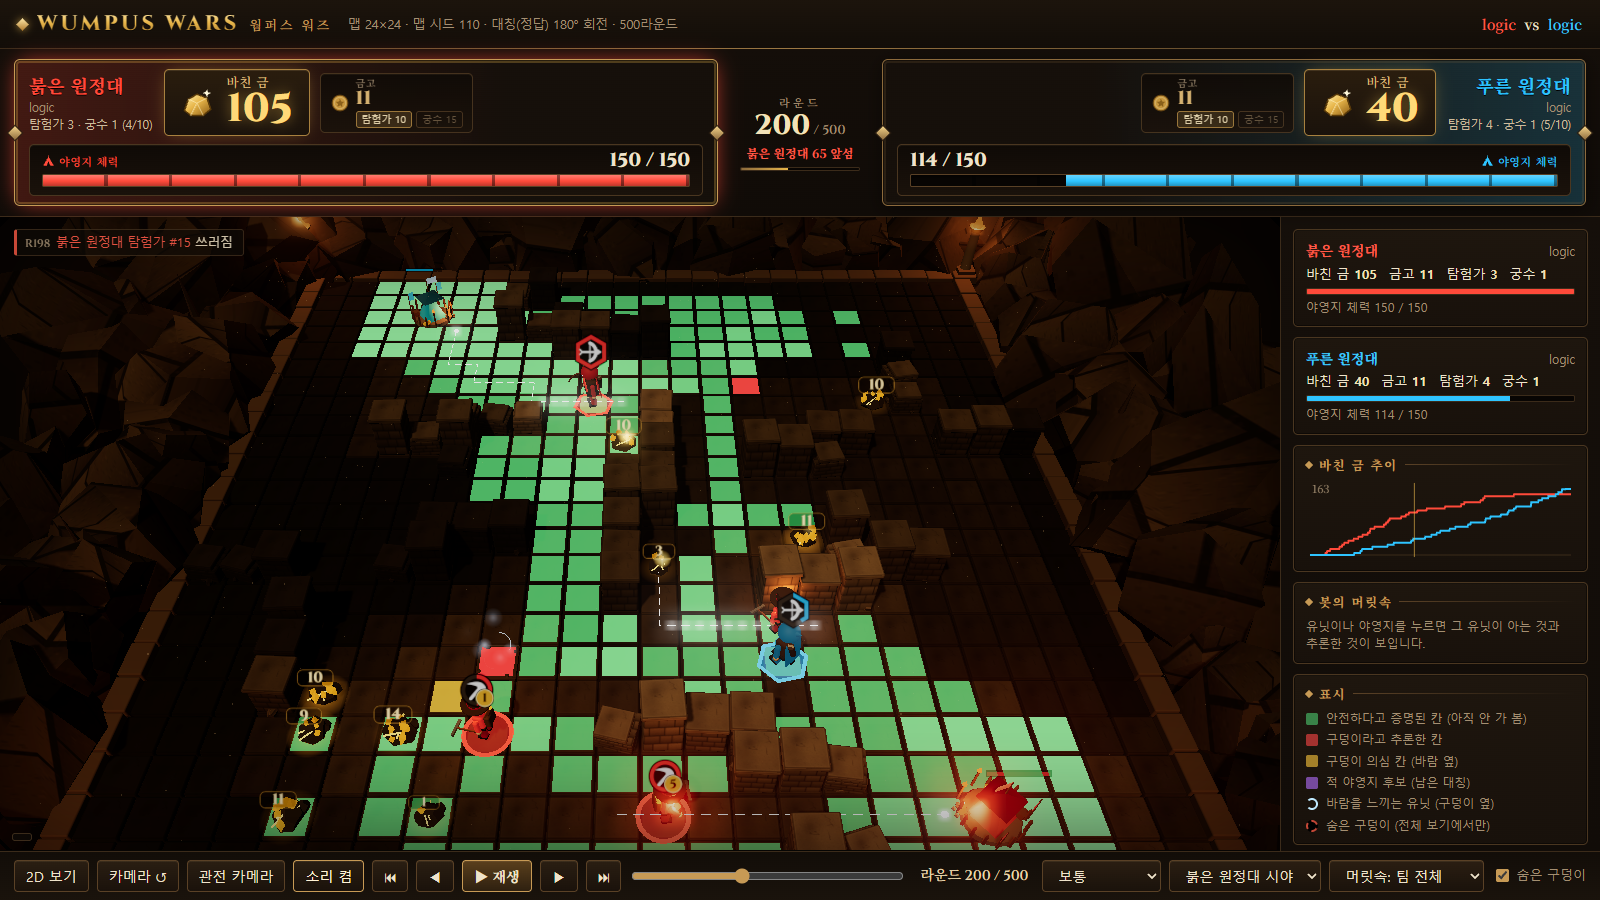 WUMPUS WARS 웜퍼스 워즈 맵 24×24 · 맵 시드 110 · 대칭(정답) 180° 회전 · 500라운드
logic vs logic
붉은 원정대
logic
탐험가 3 · 궁수 1 (4/10)
바친 금
105
금고
11
탐험가 10 궁수 15
야영지 체력 150 / 150
라운드
200 / 500
붉은 원정대 65 앞섬
금고
11
탐험가 10 궁수 15
바친 금
40
푸른 원정대
logic
탐험가 4 · 궁수 1 (5/10)
114 / 150 야영지 체력
R198 붉은 원정대 탐험가 #15 쓰러짐
10
10
11
3
10
9
14
1
5
11
1
붉은 원정대 logic
바친 금 105 금고 11 탐험가 3 궁수 1
야영지 체력 150 / 150
푸른 원정대 logic
바친 금 40 금고 11 탐험가 4 궁수 1
야영지 체력 114 / 150
바친 금 추이
163
봇의 머릿속
유닛이나 야영지를 누르면 그 유닛이 아는 것과
추론한 것이 보입니다.
표시
안전하다고 증명된 칸 (아직 안 가 봄)
구덩이라고 추론한 칸
구덩이 의심 칸 (바람 옆)
적 야영지 후보 (남은 대칭)
바람을 느끼는 유닛 (구덩이 옆)
숨은 구덩이 (전체 보기에서만)
2D 보기 카메라 ↺ 관전 카메라 소리 켬 ⏮ ◀ ▶ 재생 ▶ ⏭ 라운드 200 / 500 보통 붉은 원정대 시야 머릿속: 팀 전체 숨은 구덩이